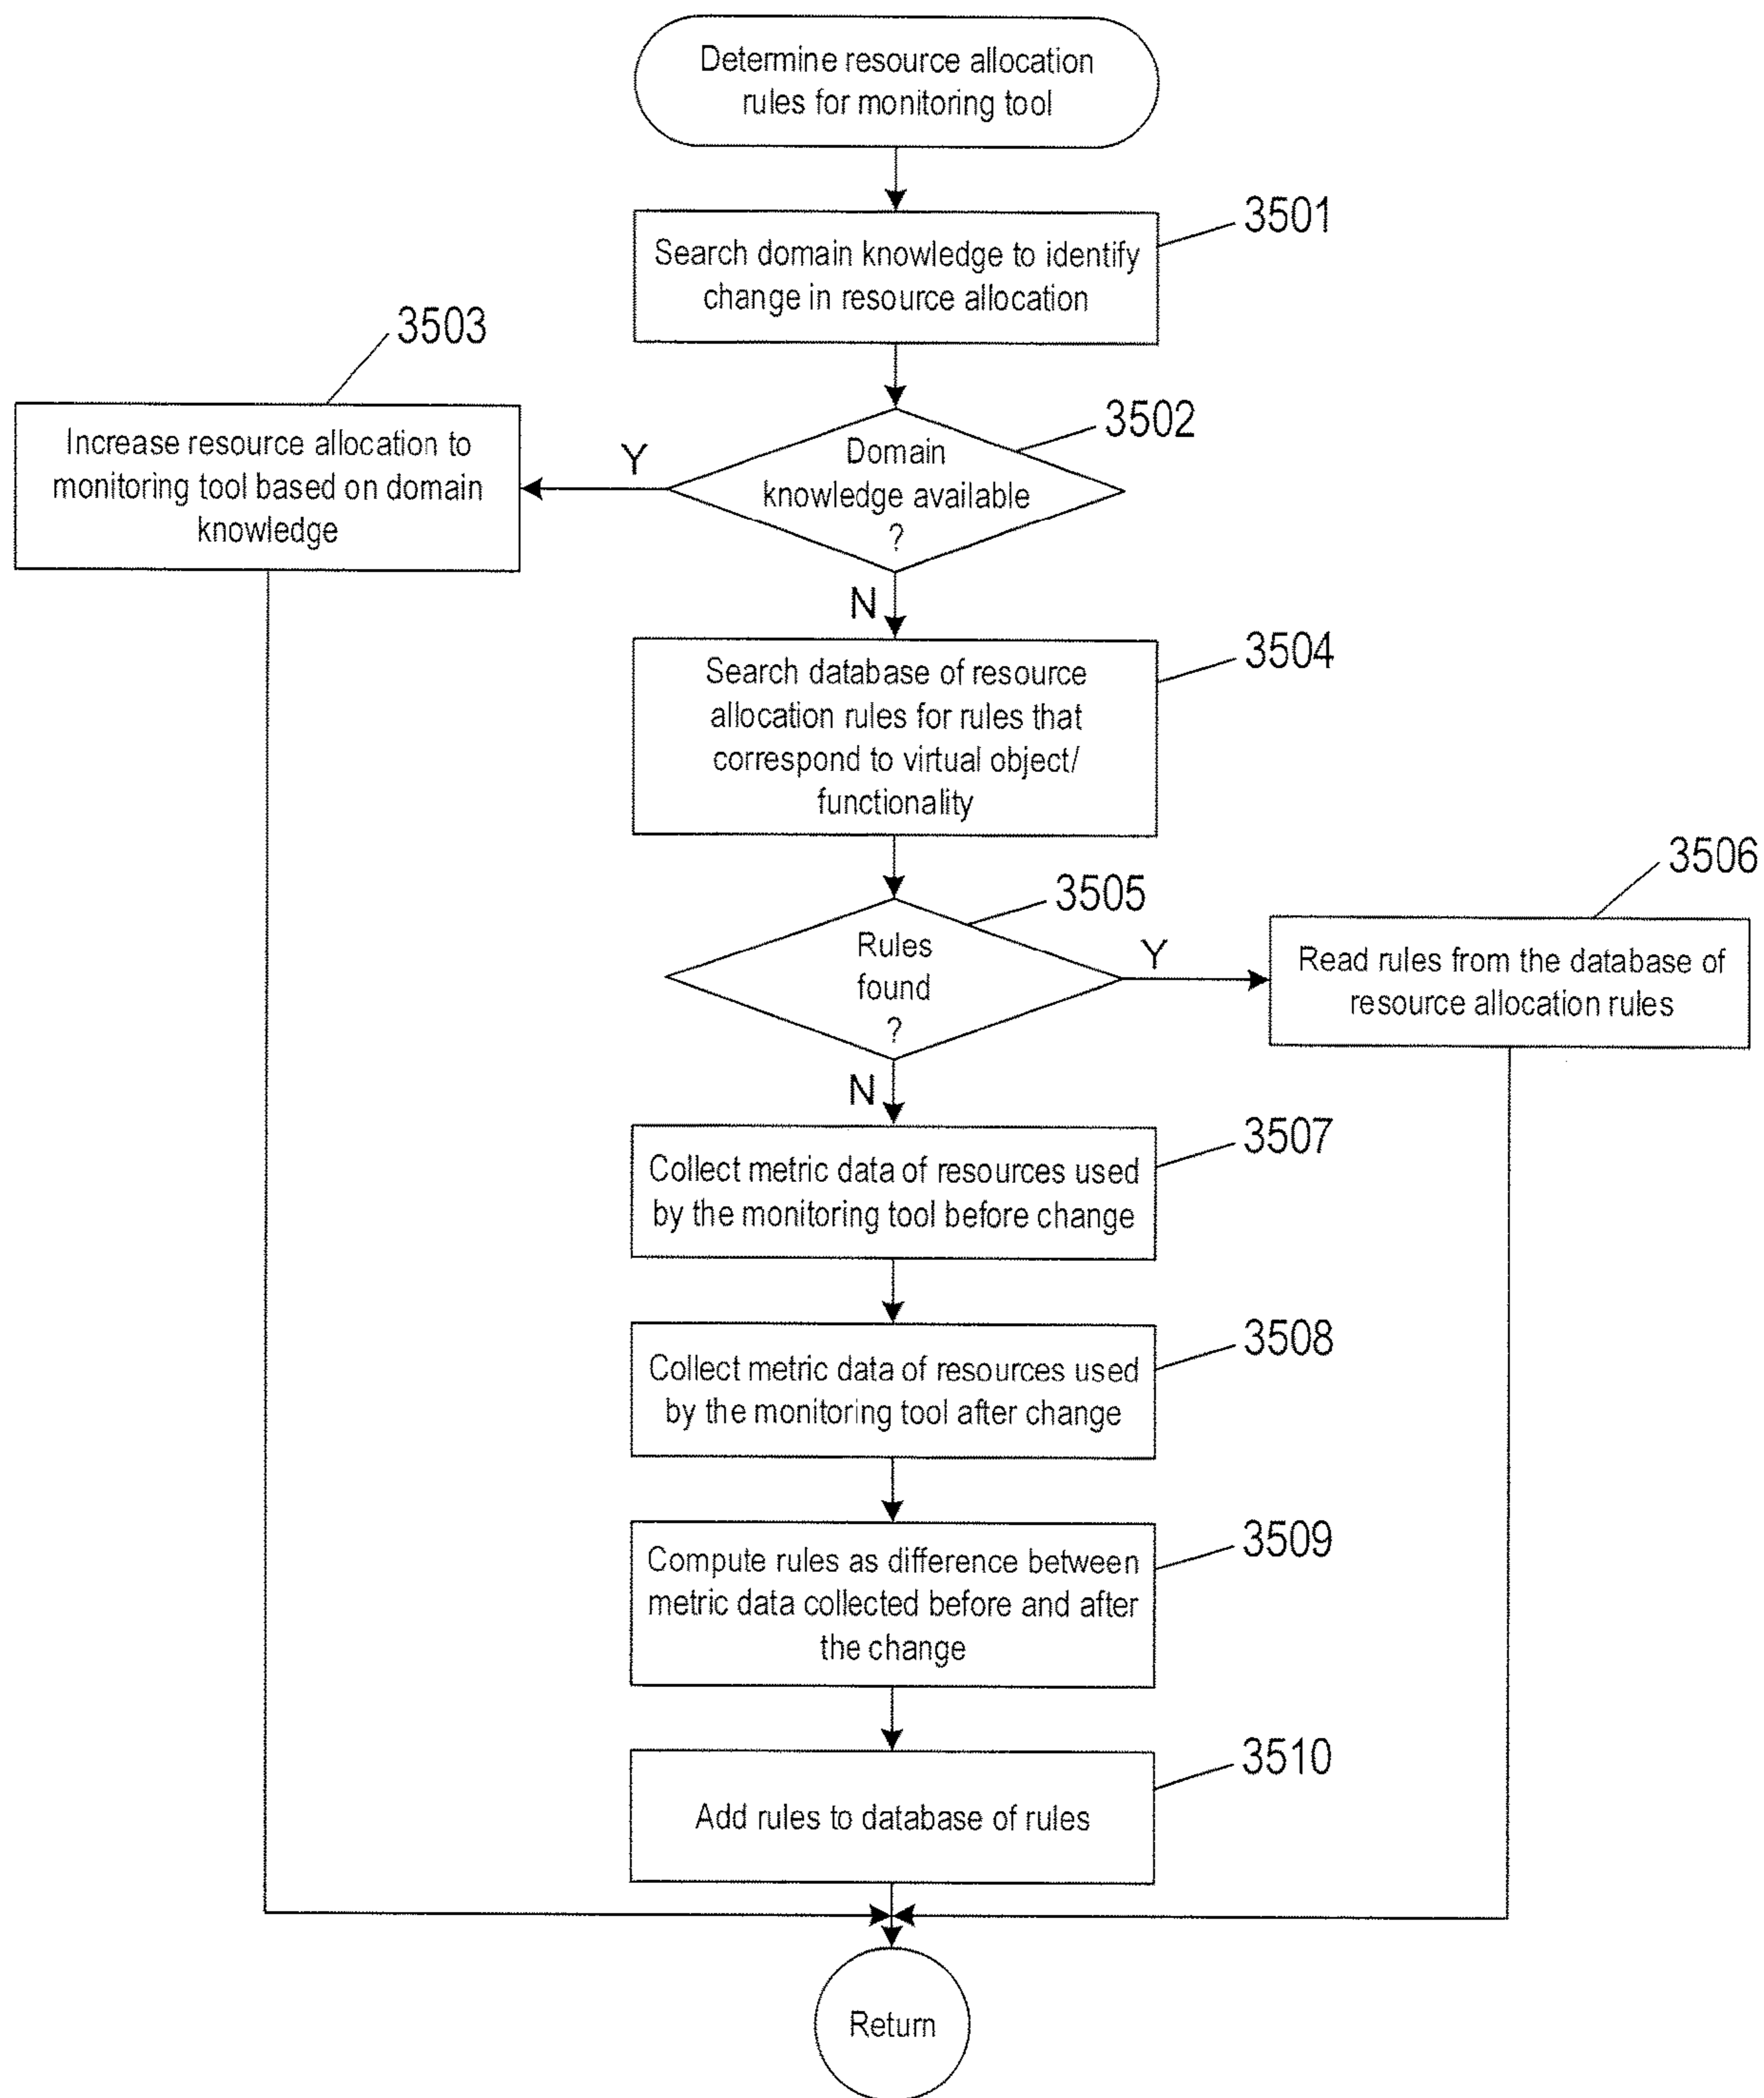 Determine resource allocation
rules for monitoring tool
3501
Search domain knowledge to identify
change in resource allocation
3503
Increase resource allocation to
monitoring tool based on domain
knowledge
Y
3502
Domain
knowledge available
?
N
3504
Search database of resource
allocation rules for rules that
correspond to virtual object/
functionality
3505
Rules
found
?
Y
3506
Read rules from the database of
resource allocation rules
N
3507
Collect metric data of resources used
by the monitoring tool before change
3508
Collect metric data of resources used
by the monitoring tool after change
3509
Compute rules as difference between
metric data collected before and after
the change
3510
Add rules to database of rules
Return